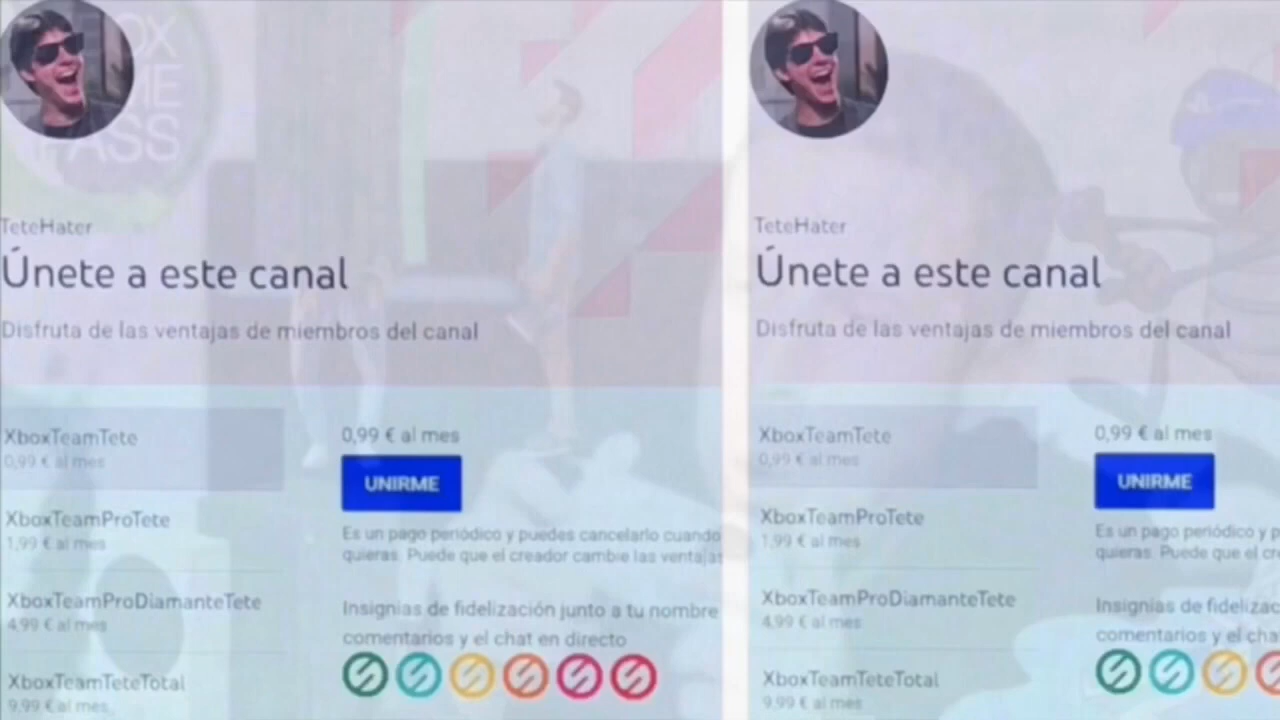 XBOX
GAME
PASS
TeteHater
Únete a este canal
Disfruta de las ventajas de miembros del canal
XboxTeamTete
0,99 € al mes
XboxTeamProTete
1,99 € al mes
XboxTeamProDiamanteTete
4,99 € al mes
XboxTeamTeteTotal
9,99 € al mes
0,99 € al mes
UNIRME
Es un pago periódico y puedes cancelarlo cuando
quieras. Puede que el creador cambie las ventajas
Insignias de fidelización junto a tu nombre
comentarios y el chat en directo
TeteHater
Únete a este canal
Disfruta de las ventajas de miembros del canal
XboxTeamTete
0,99 € al mes
XboxTeamProTete
1,99 € al mes
XboxTeamProDiamanteTete
4,99 € al mes
XboxTeamTeteTotal
9,99 € al mes
0,99 € al mes
UNIRME
Es un pago periódico y p
quieras. Puede que el cr
Insignias de fidelizac
comentarios y el cha